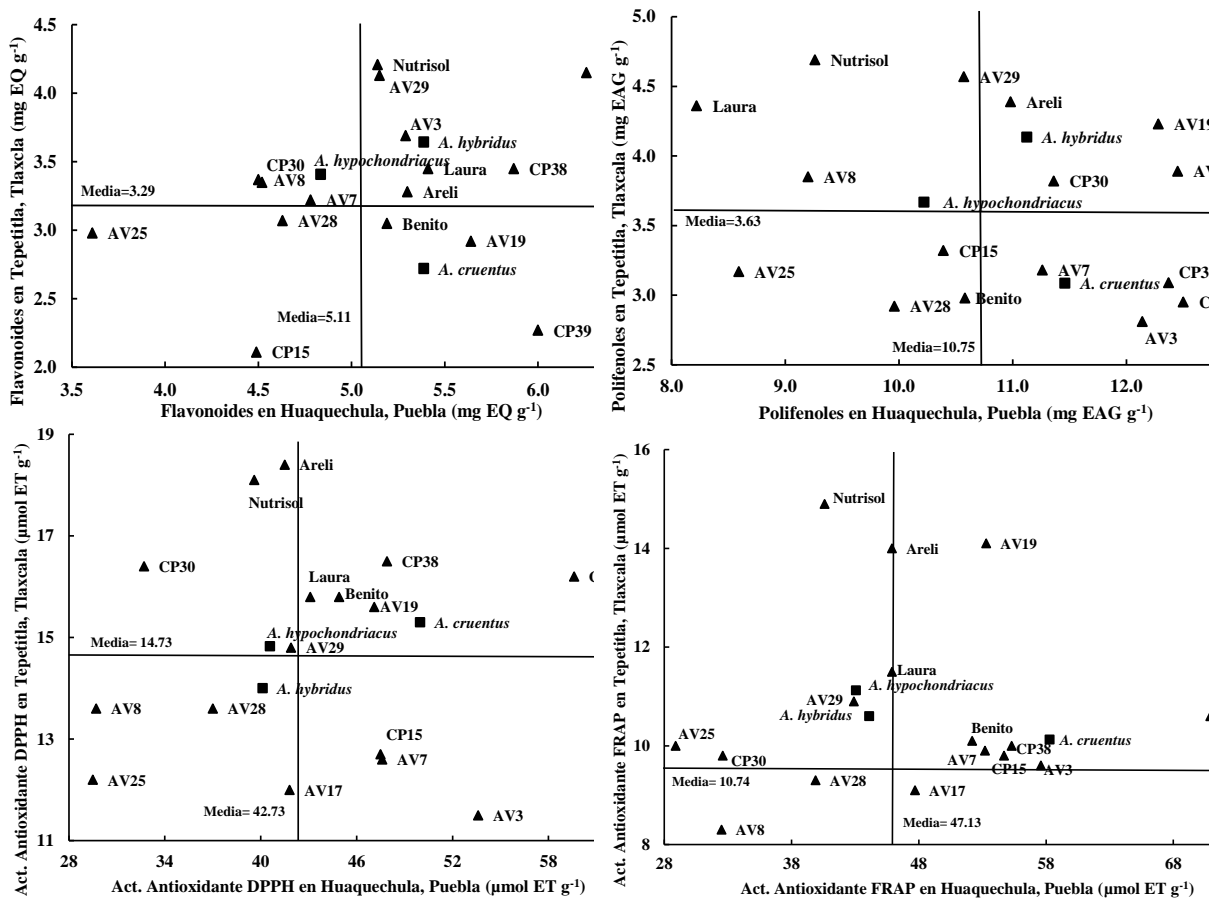 Flavonoides en Tepetitla, Tlaxcla (mg EQ g-1)
4.5
4.0
3.5
3.0
2.5
2.0
Nutrisol
AV29
AV3
A. hybridus
A. hypochondriacus
CP30
AV8
Laura
CP38
Media=3.29
AV7
Areli
AV28
Benito
AV25
AV19
A. cruentus
Media=5.11
CP39
CP15
3.5 4.0 4.5 5.0 5.5 6.0
Flavonoides en Huaquechula, Puebla (mg EQ g-1)
Polifenoles en Tepetitla, Tlaxcala (mg EAG g-1)
5.0
4.5
4.0
3.5
3.0
2.5
Nutrisol
AV29
Laura
Areli
AV19
A. hybridus
AV8
CP30
AV
A. hypochondriacus
Media=3.63
CP15
AV25
AV7
A. cruentus
CP3
AV28
Benito
C
AV3
Media=10.75
8.0 9.0 10.0 11.0 12.0
Polifenoles en Huaquechula, Puebla (mg EAG g-1)
Act. Antioxidante DPPH en Tepetitla, Tlaxcala (µmol ET g-1)
19
17
15
13
11
Areli
Nutrisol
CP30
CP38
Laura
Benito
AV19
A. cruentus
A. hypochondriacus
Media= 14.73
AV29
A. hybridus
AV8
AV28
CP15
AV7
AV25
AV17
Media= 42.73
AV3
28 34 40 46 52 58
Act. Antioxidante DPPH en Huaquechula, Puebla (µmol ET g-1)
Act. Antioxidante FRAP en Tepetitla, Tlaxcala (µmol ET g-1)
16
14
12
10
8
Nutrisol
Areli
AV19
Laura
A. hypochondriacus
AV29
A. hybridus
AV25
Benito
A. cruentus
CP30
AV7
CP38
CP15
AV3
Media= 10.74
AV28
AV17
Media= 47.13
AV8
28 38 48 58 68
Act. Antioxidante FRAP en Huaquechula, Puebla (µmol ET g-1)